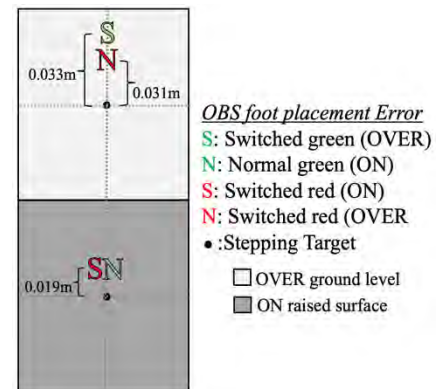 S
N
0.033m
0.031m
SN
0.019m
OBS foot placement Error
S: Switched green (OVER)
N: Normal green (ON)
S: Switched red (ON)
N: Switched red (OVER
• :Stepping Target
OVER ground level
ON raised surface